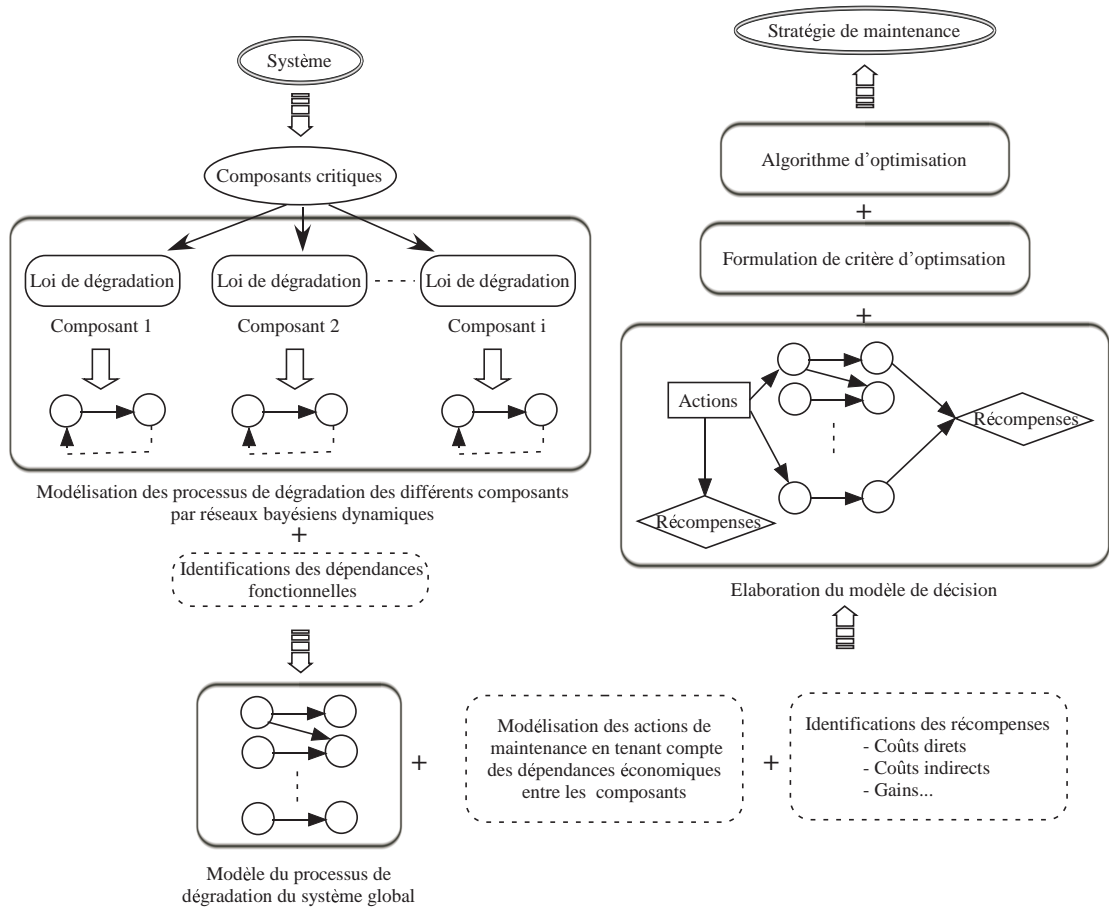 Système
Composants critiques
Loi de dégradation
Loi de dégradation
Loi de dégradation
Composant 1
Composant 2
Composant i
Modélisation des processus de dégradation des différents composants
par réseaux bayésiens dynamiques
+
Identifications des dépendances
fonctionnelles
Modèle du processus de
dégradation du système global
+
Modélisation des actions de
maintenance en tenant compte
des dépendances économiques
entre les composants
+
Identifications des récompenses
- Coûts direts
- Coûts indirects
- Gains...
Elaboration du modèle de décision
Actions
Récompenses
Récompenses
+
Formulation de critère d'optimsation
+
Algorithme d'optimisation
Stratégie de maintenance